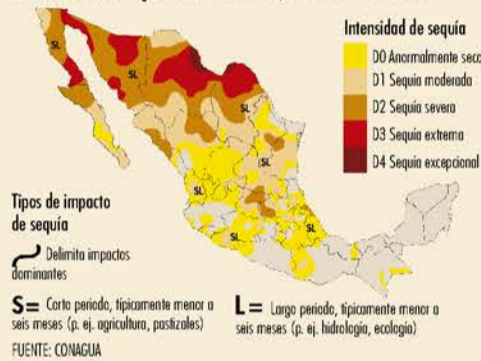 Intensidad de sequía
D0 Anormalmente seco
D1 Sequía moderada
D2 Sequía severa
D3 Sequía extrema
D4 Sequía excepcional
SL
SL
SL
SL
SL
SL
SL
Tipos de impacto
de sequía
Delimita impactos
dominantes
S= Corto periodo, típicamente menor a
seis meses (p. ej. agricultura, pastizales)
L= Largo periodo, típicamente menor a
seis meses (p. ej. hidrología, ecología)
FUENTE: CONAGUA